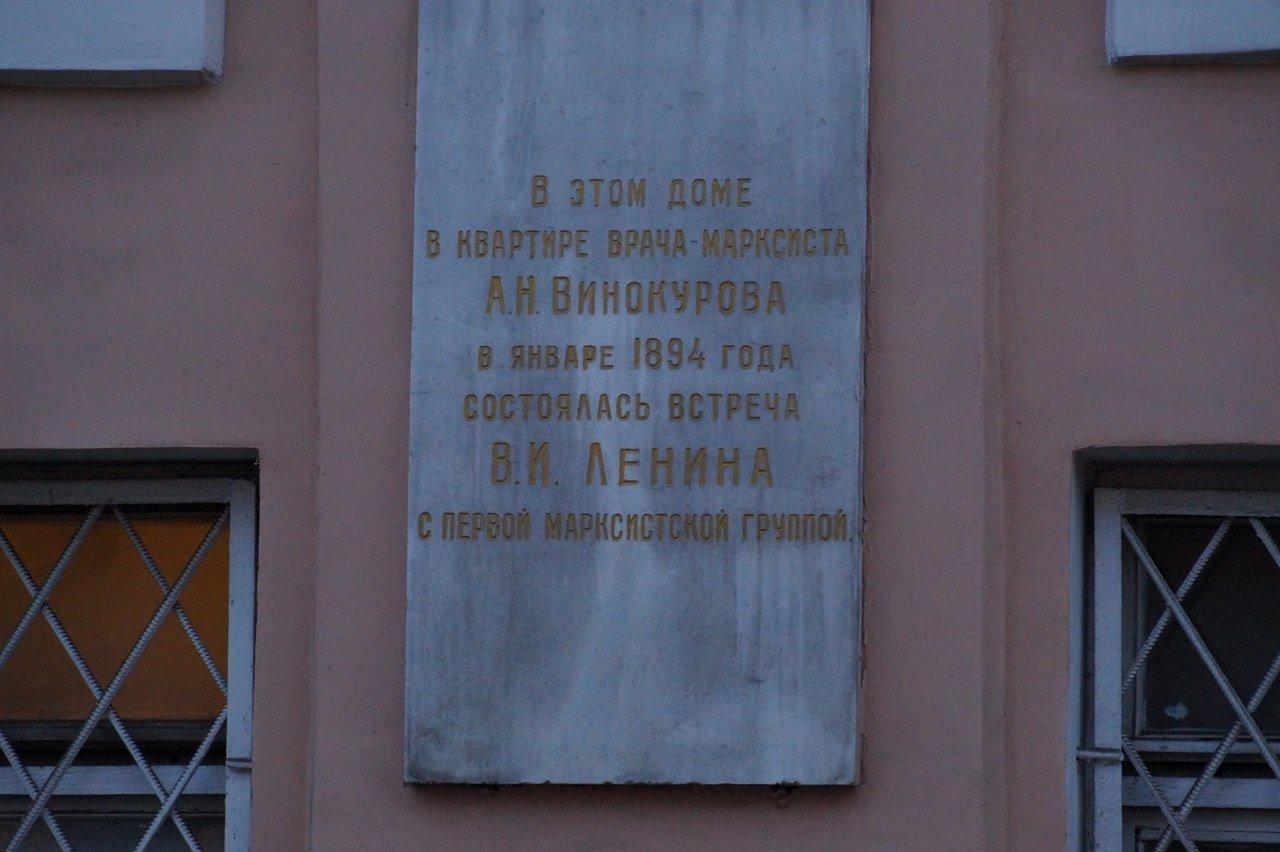 В ЭТОМ ДОМЕ
В КВАРТИРЕ ВРАЧА-МАРКСИСТА
А.Н. ВИНОКУРОВА
В ЯНВАРЕ 1894 ГОДА
СОСТОЯЛАСЬ ВСТРЕЧА
В.И. ЛЕНИНА
С ПЕРВОЙ МАРКСИСТСКОЙ ГРУППОЙ.